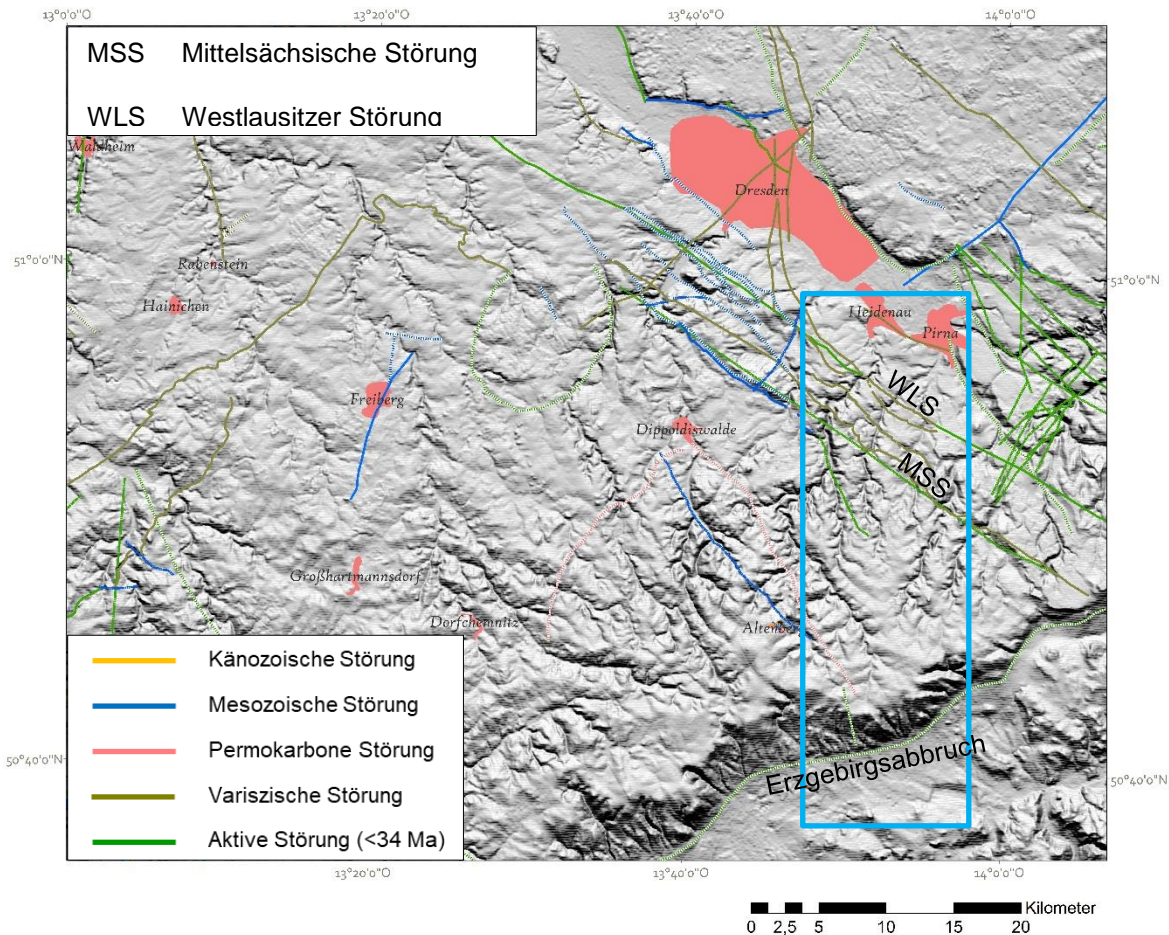 13°0'0"O
13°20'0"O
13°40'0"O
14°0'0"O
MSS Mittelsächsische Störung
WLS Westlausitzer Störung
Waldheim
Dresden
51°0'0"N
Rabenstein
Hainichen
51°0'0"N
Heidenau
Pirna
Freiberg
WLS
Dippoldiswalde
MSS
Großhartmannsdorf
Dorfchemnitz
Känozoische Störung
Mesozoische Störung
Permokarbone Störung
Variszische Störung
Aktive Störung (<34 Ma)
50°40'0"N
Erzgebirgsabbruch
50°40'0"N
13°20'0"O
13°40'0"O
14°0'0"O
Kilometer
0 2,5 5 10 15 20